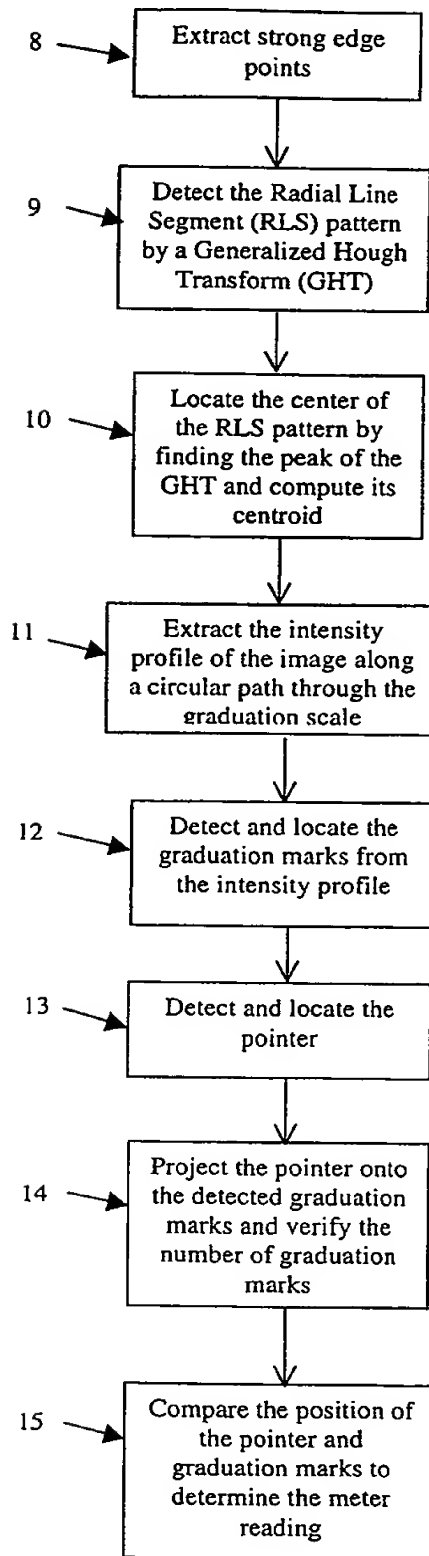 8
Extract strong edge
points
9
Detect the Radial Line
Segment (RLS) pattern
by a Generalized Hough
Transform (GHT)
10
Locate the center of
the RLS pattern by
finding the peak of the
GHT and compute its
centroid
11
Extract the intensity
profile of the image along
a circular path through the
graduation scale
12
Detect and locate the
graduation marks from
the intensity profile
13
Detect and locate the
pointer
14
Project the pointer onto
the detected graduation
marks and verify the
number of graduation
marks
15
Compare the position of
the pointer and
graduation marks to
determine the meter
reading